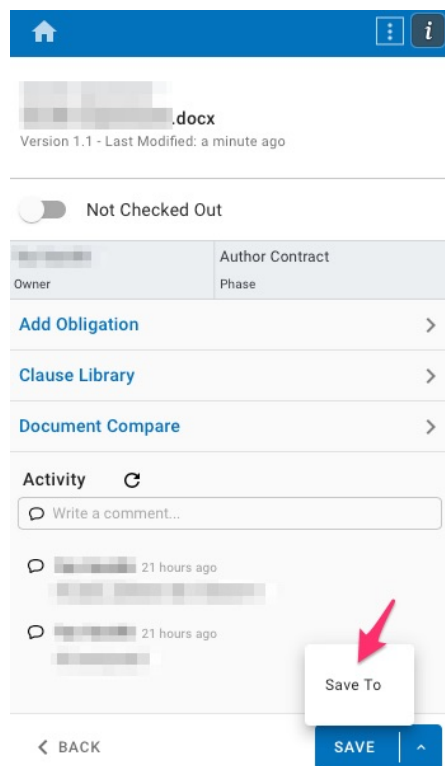 i
.docx
Version 1.1 - Last Modified: a minute ago
Not Checked Out
Author Contract
Owner
Phase
Add Obligation
Clause Library
Document Compare
Activity
Write a comment...
21 hours ago
21 hours ago
Save To
BACK
SAVE